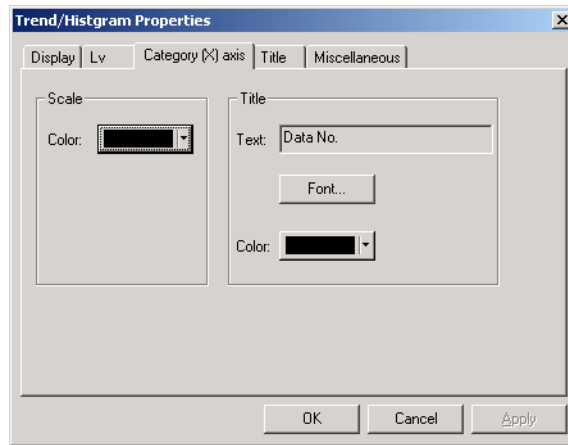 Trend/Histgram Properties
Display Lv Category (X) axis Title Miscellaneous
Scale
Color:
Title
Text: Data No.
Font...
Color:
OK Cancel Apply